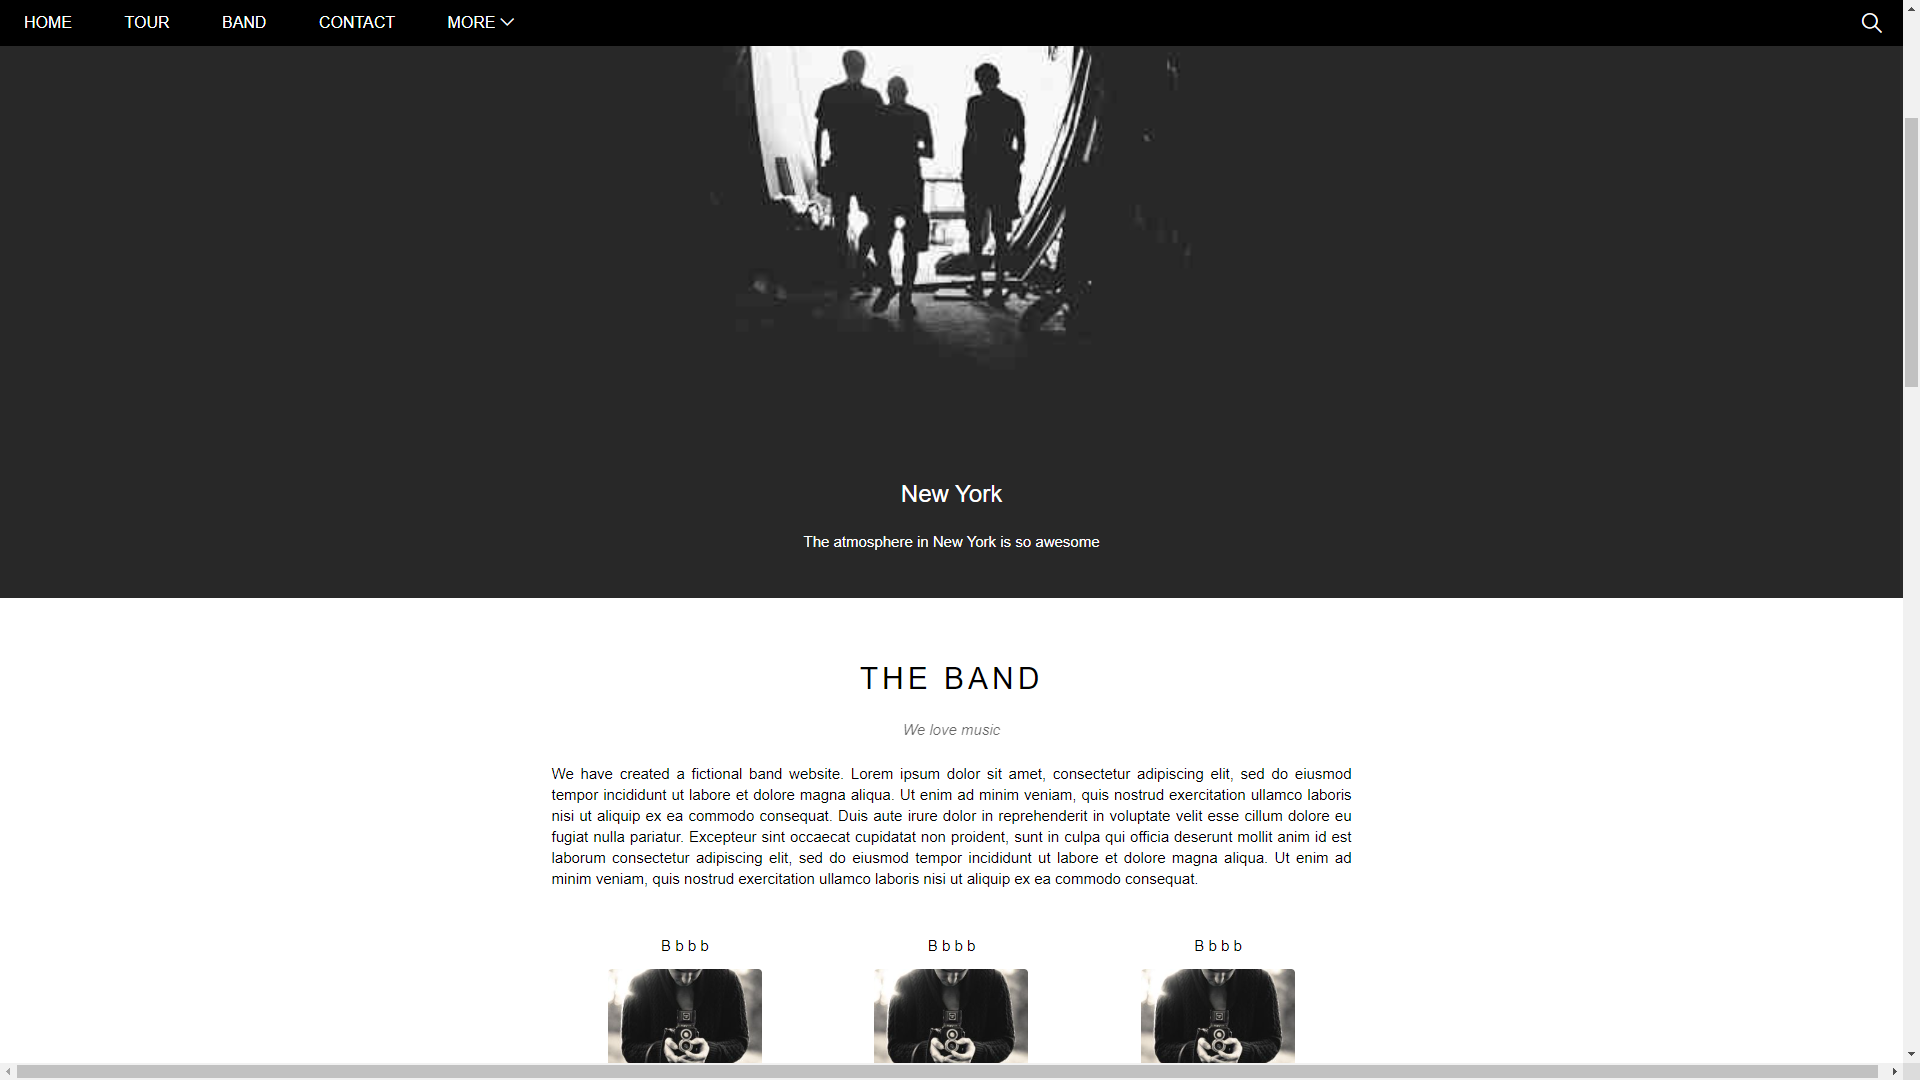 HOME TOUR BAND CONTACT MORE
New York
The atmosphere in New York is so awesome
THE BAND
We love music
We have created a fictional band website. Lorem ipsum dolor sit amet, consectetur adipiscing elit, sed do eiusmod
tempor incididunt ut labore et dolore magna aliqua. Ut enim ad minim veniam, quis nostrud exercitation ullamco laboris
nisi ut aliquip ex ea commodo consequat. Duis aute irure dolor in reprehenderit in voluptate velit esse cillum dolore eu
fugiat nulla pariatur. Excepteur sint occaecat cupidatat non proident, sunt in culpa qui officia deserunt mollit anim id est
laborum consectetur adipiscing elit, sed do eiusmod tempor incididunt ut labore et dolore magna aliqua. Ut enim ad
minim veniam, quis nostrud exercitation ullamco laboris nisi ut aliquip ex ea commodo consequat.
B b b b B b b b B b b b